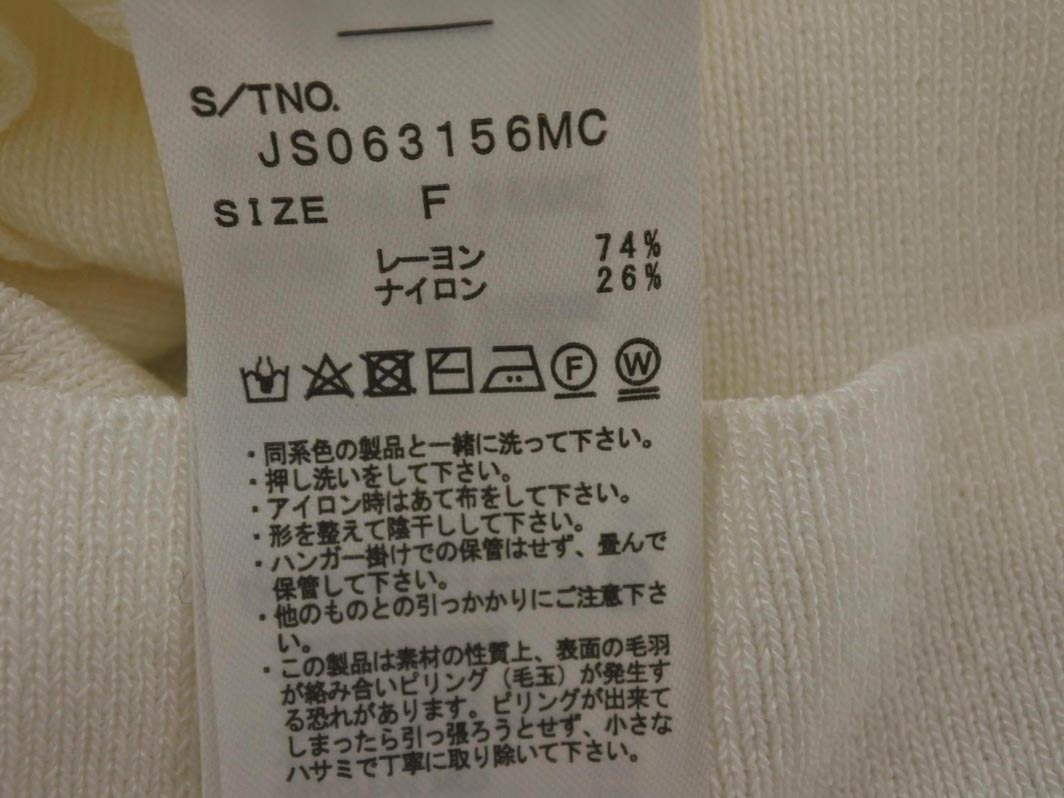 S/TNO.
JS063156MC
SIZE F
レーヨン 74%
ナイロン 26%
F W
・同系色の製品と一緒に洗って下さい。
・押し洗いをして下さい。
・アイロン時はあて布をして下さい。
・形を整えて陰干しして下さい。
・ハンガー掛けでの保管はせず、畳んで
保管して下さい。
・他のものとの引っかかりにご注意下さ
い。
・この製品は素材の性質上、表面の毛羽
が絡み合いピリング（毛玉）が発生す
る恐れがあります。ピリングが出来て
しまったら引っ張ろうとせず、小さな
ハサミで丁寧に取り除いて下さい。